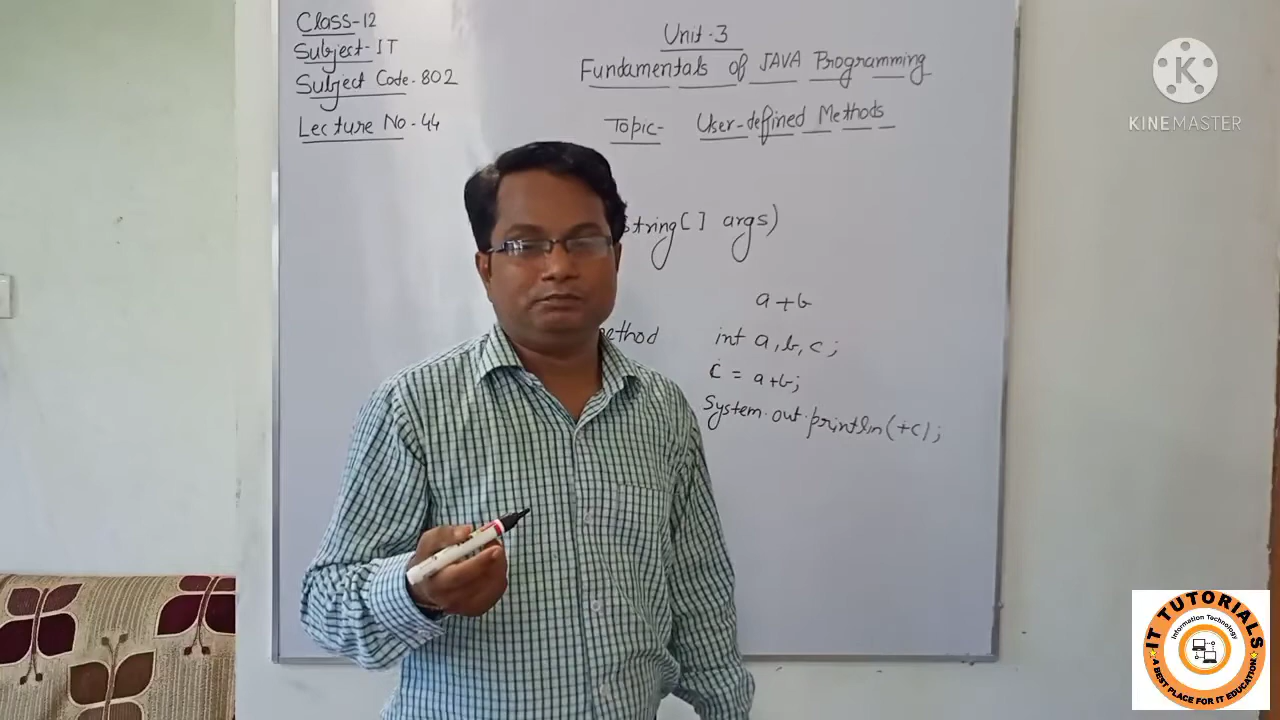 Class-12
Subject-IT
Subject Code-802
Lecture No-44
Unit-3
Fundamentals of JAVA Programming
Topic- User-defined Methods
String[] args)
a+b
int a,b,c;
c = a+b;
System.out.println(+c);
KINEMASTER
IT TUTORIALS
Information Technology
A BEST PLACE FOR IT EDUCATION